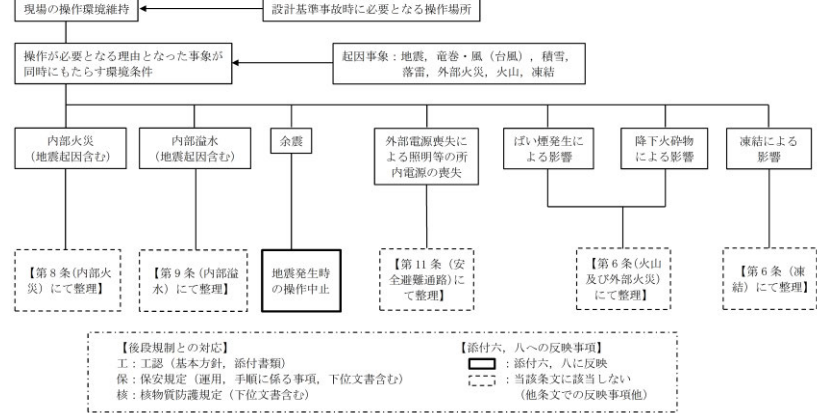 現場の操作環境維持
設計基準事故時に必要となる操作場所
操作が必要となる理由となった事象が
同時にもたらす環境条件
起因事象：地震，竜巻・風（台風），積雪，
落雷，外部火災，火山，凍結
内部火災
（地震起因含む）
内部溢水
（地震起因含む）
余震
外部電源喪失に
よる照明等の所
内電源の喪失
ばい煙発生に
よる影響
降下火砕物
による影響
凍結による
影響
【第8条（内部火
災）にて整理】
【第9条（内部溢
水）にて整理】
地震発生時
の操作中止
【第11条（安
全避難通路）に
て整理】
【第6条（火山
及び外部火災）
にて整理】
【第6条（凍
結）にて整理】
【後段規制との対応】
工：工認（基本方針，添付書類）
保：保安規定（運用，手順に係る事項，下位文書含む）
核：核物質防護規定（下位文書含む）
【添付六，八への反映事項】
：添付六，八に反映
：当該条文に該当しない
（他条文での反映事項他）